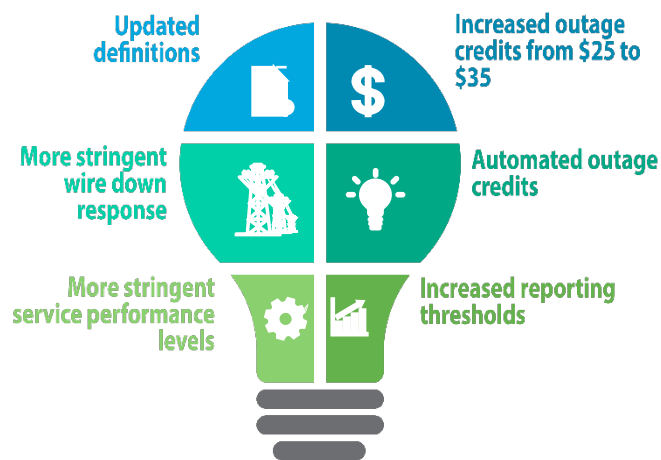 Updated
definitions
Increased outage
credits from $25 to
$35
More stringent
wire down
response
Automated outage
credits
More stringent
service performance
levels
Increased reporting
thresholds
$